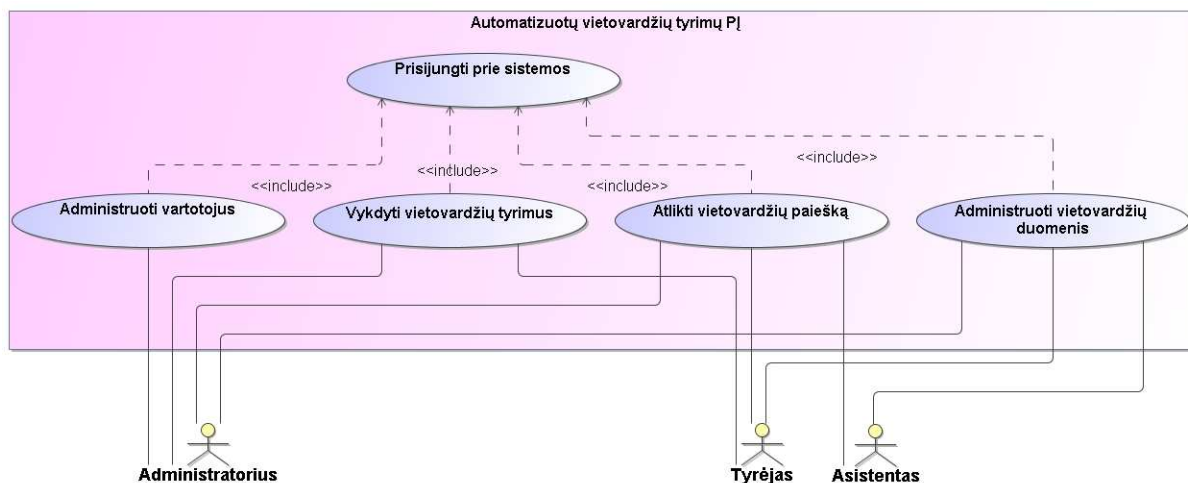 Automatizuotų vietovardžių tyrimų PĮ
Prisijungti prie sistemos
<<include>>
<<include>>
<<include>>
<<include>>
Administruoti vartotojus
Vykdyti vietovardžių tyrimus
Atlikti vietovardžių paiešką
Administruoti vietovardžių
duomenis
Administratorius
Tyrėjas
Asistentas